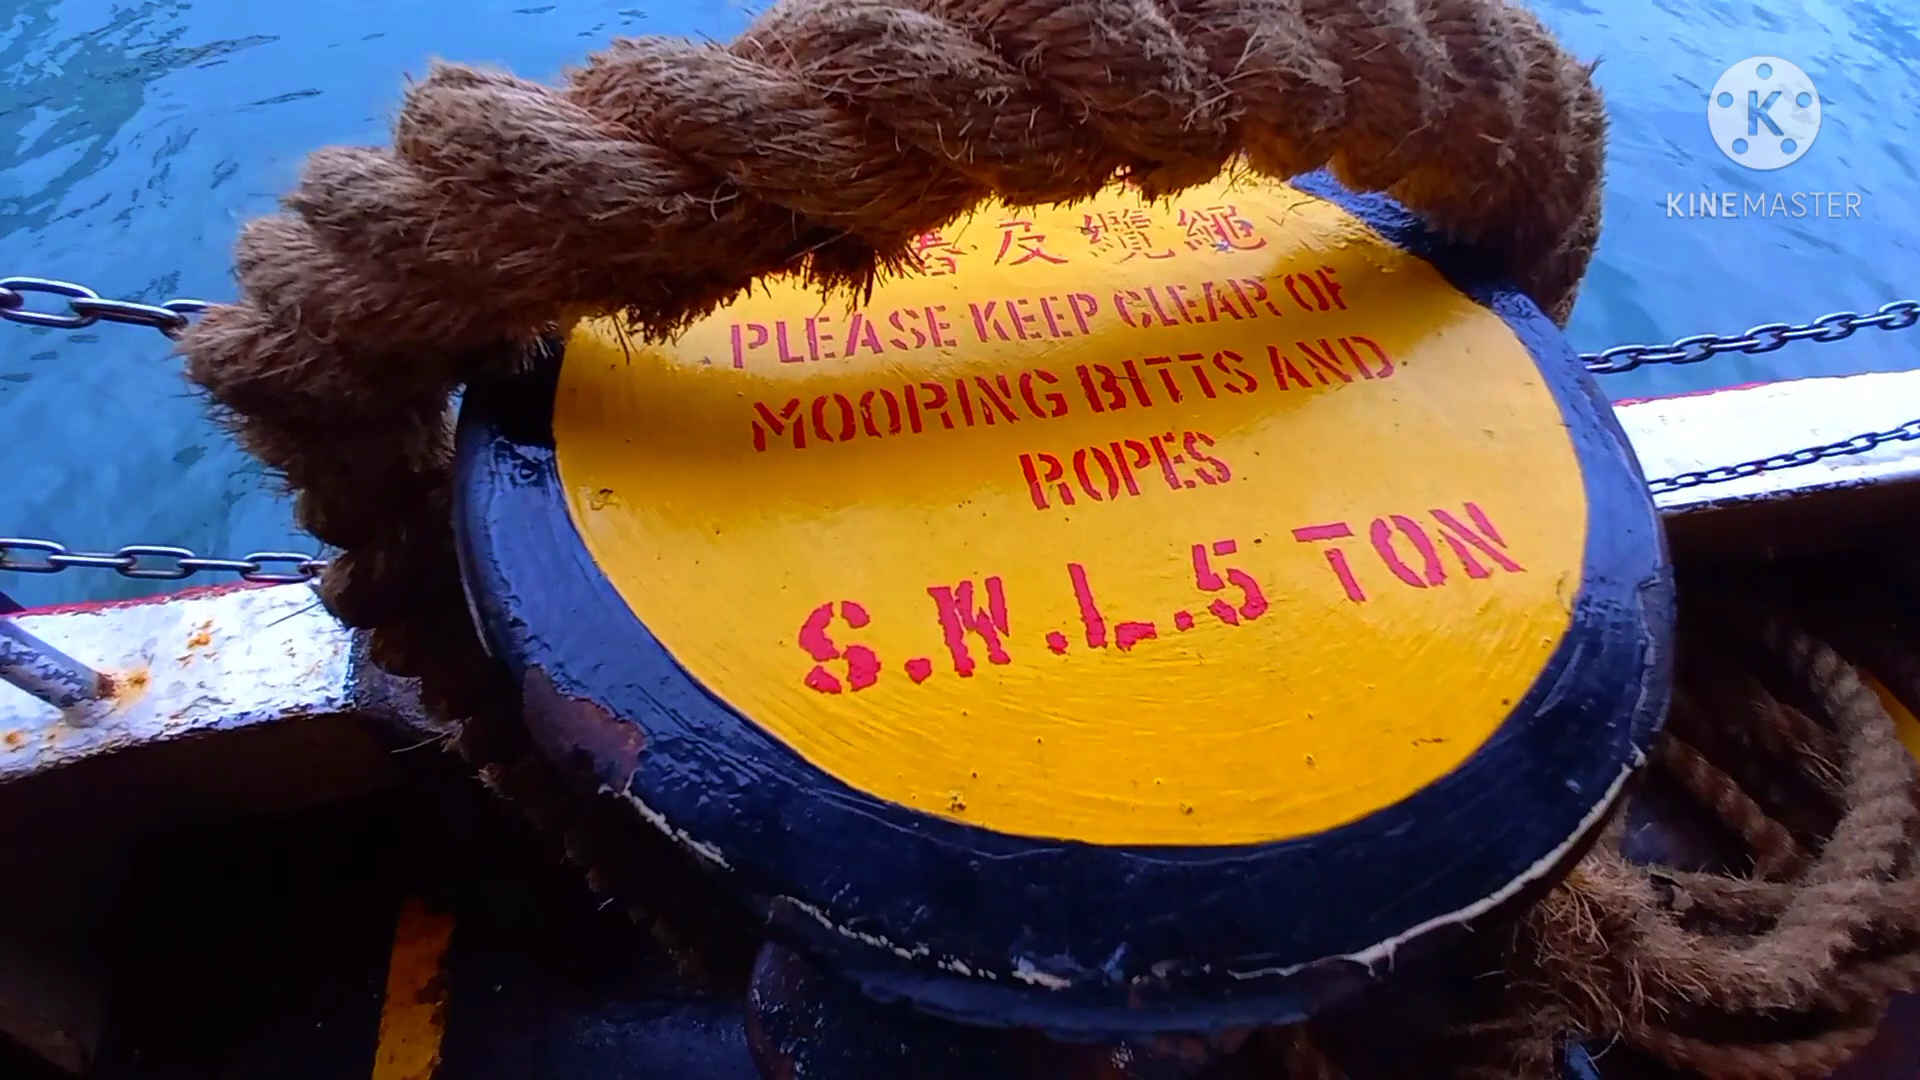 及纜繩
PLEASE KEEP CLEAR OF
MOORING BITTS AND
ROPES
S.W.L.5 TON
K
KINEMASTER